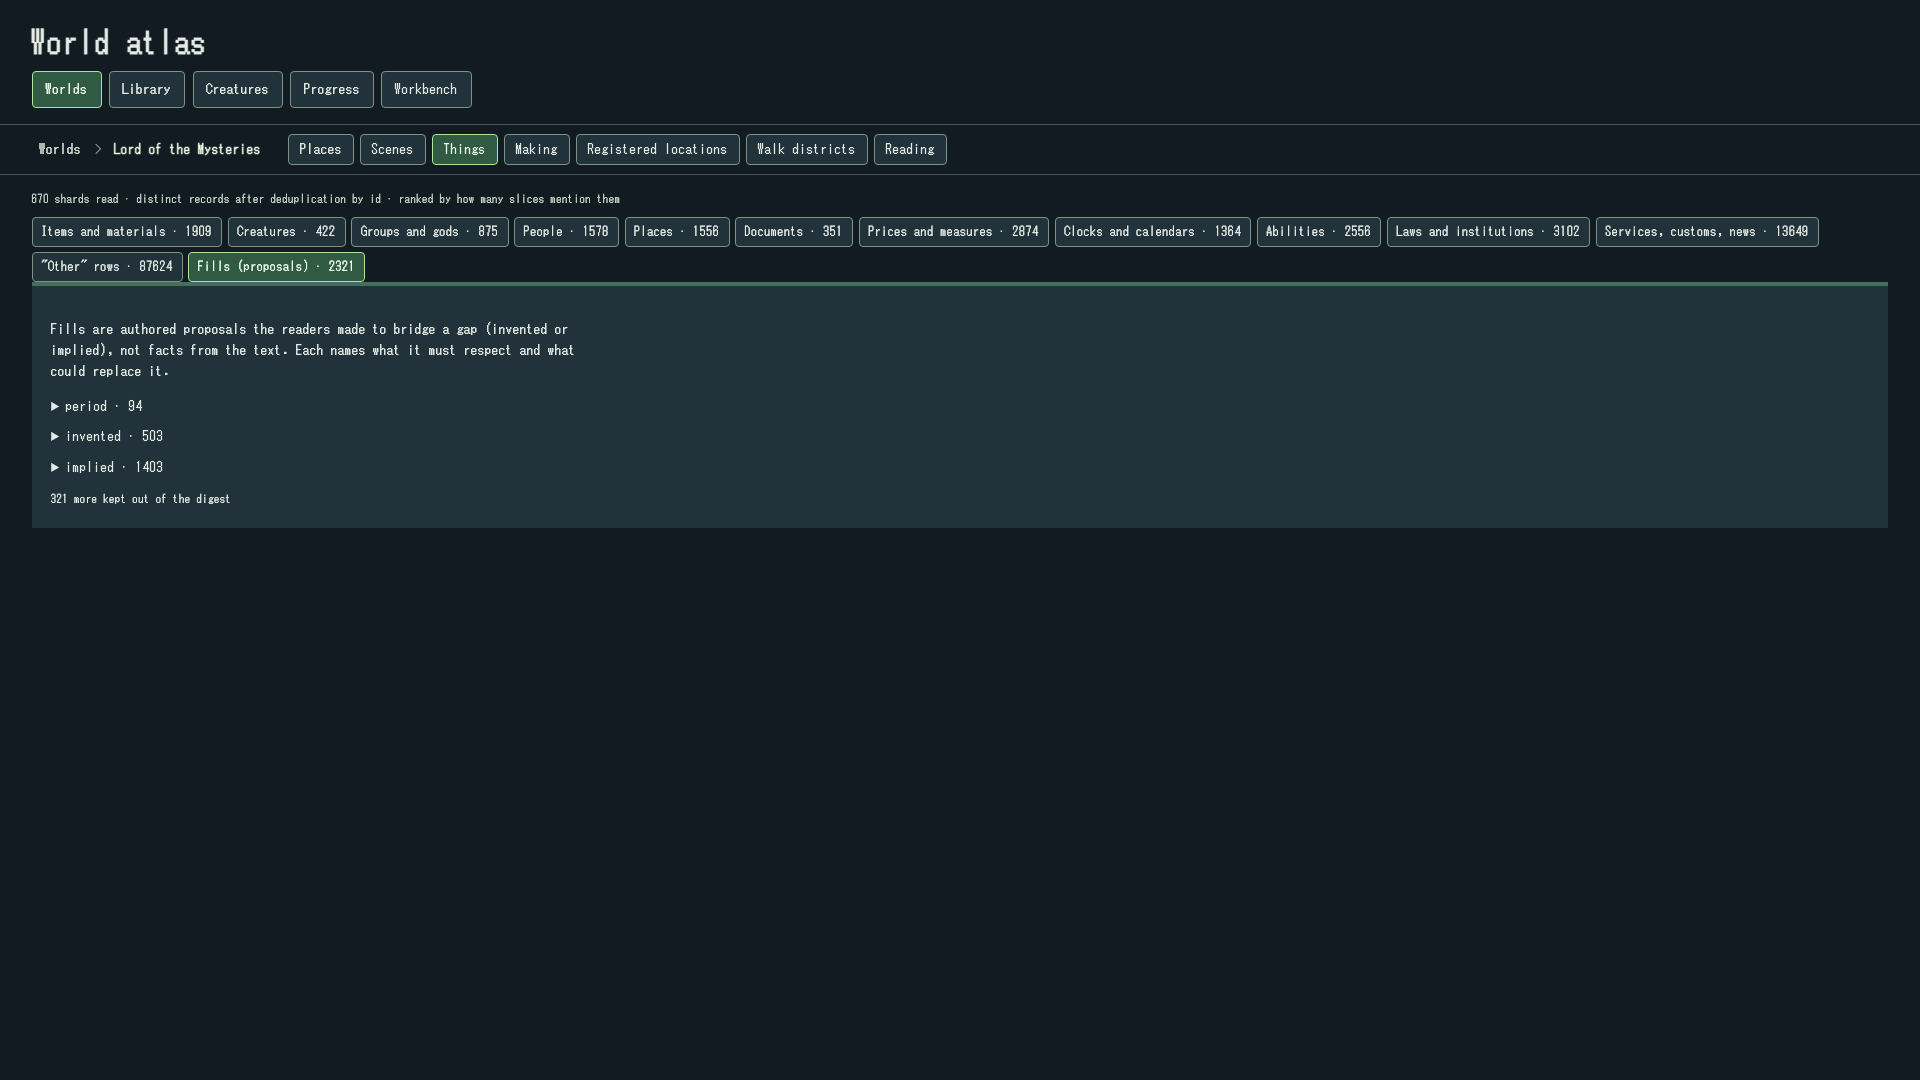 World atlas
Worlds Library Creatures Progress Workbench
Worlds > Lord of the Mysteries Places Scenes Things Making Registered locations Walk districts Reading
670 shards read · distinct records after deduplication by id · ranked by how many slices mention them
Items and materials · 1909 Creatures · 422 Groups and gods · 875 People · 1578 Places · 1556 Documents · 351 Prices and measures · 2874 Clocks and calendars · 1364 Abilities · 2556 Laws and institutions · 3102 Services, customs, news · 13649
"Other" rows · 87624 Fills (proposals) · 2321
Fills are authored proposals the readers made to bridge a gap (invented or
implied), not facts from the text. Each names what it must respect and what
could replace it.
▶ period · 94
▶ invented · 503
▶ implied · 1403
321 more kept out of the digest